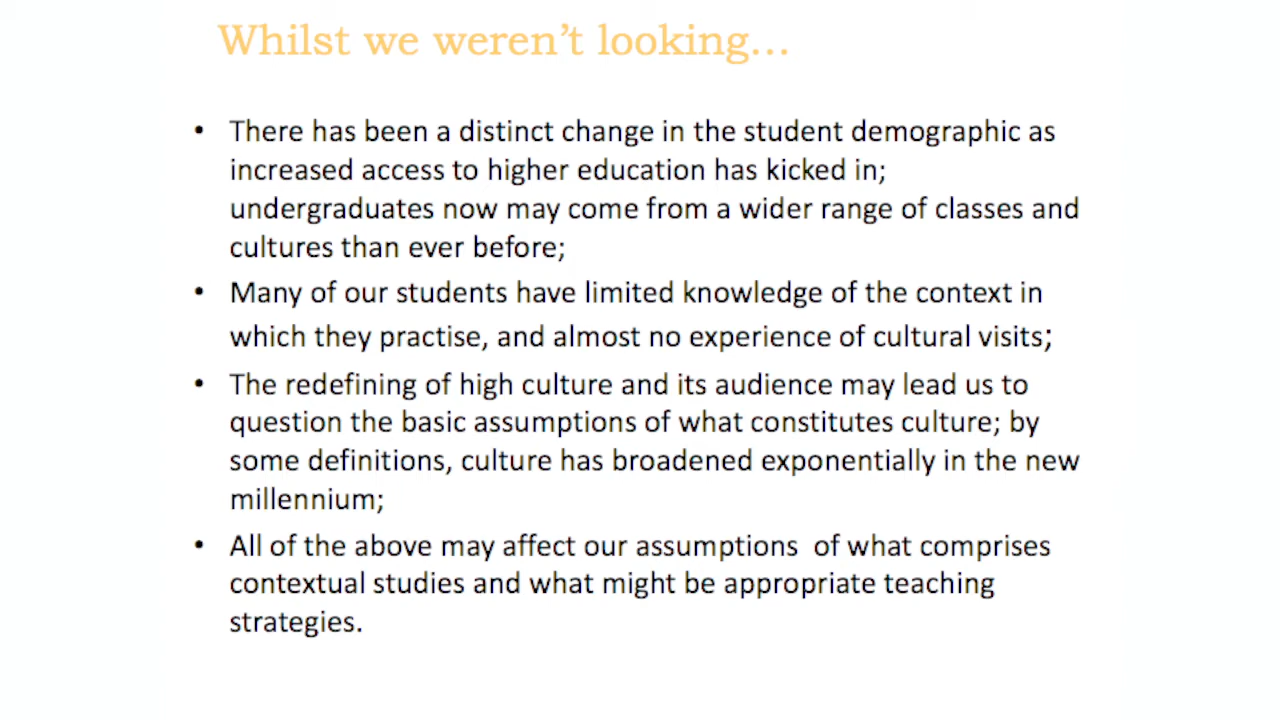 Whilst we weren’t looking…
• There has been a distinct change in the student demographic as
increased access to higher education has kicked in;
undergraduates now may come from a wider range of classes and
cultures than ever before;
• Many of our students have limited knowledge of the context in
which they practise, and almost no experience of cultural visits;
• The redefining of high culture and its audience may lead us to
question the basic assumptions of what constitutes culture; by
some definitions, culture has broadened exponentially in the new
millennium;
• All of the above may affect our assumptions  of what comprises
contextual studies and what might be appropriate teaching
strategies.